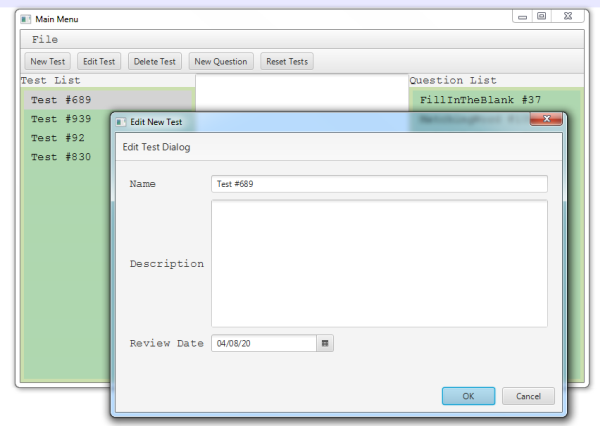 Main Menu
File
New Test Edit Test Delete Test New Question Reset Tests
Test List Question List
Test #689 FillInTheBlank #37
Test #939
Test #92
Test #830
Edit New Test
Edit Test Dialog
Name Test #689
Description
Review Date 04/08/20
OK Cancel